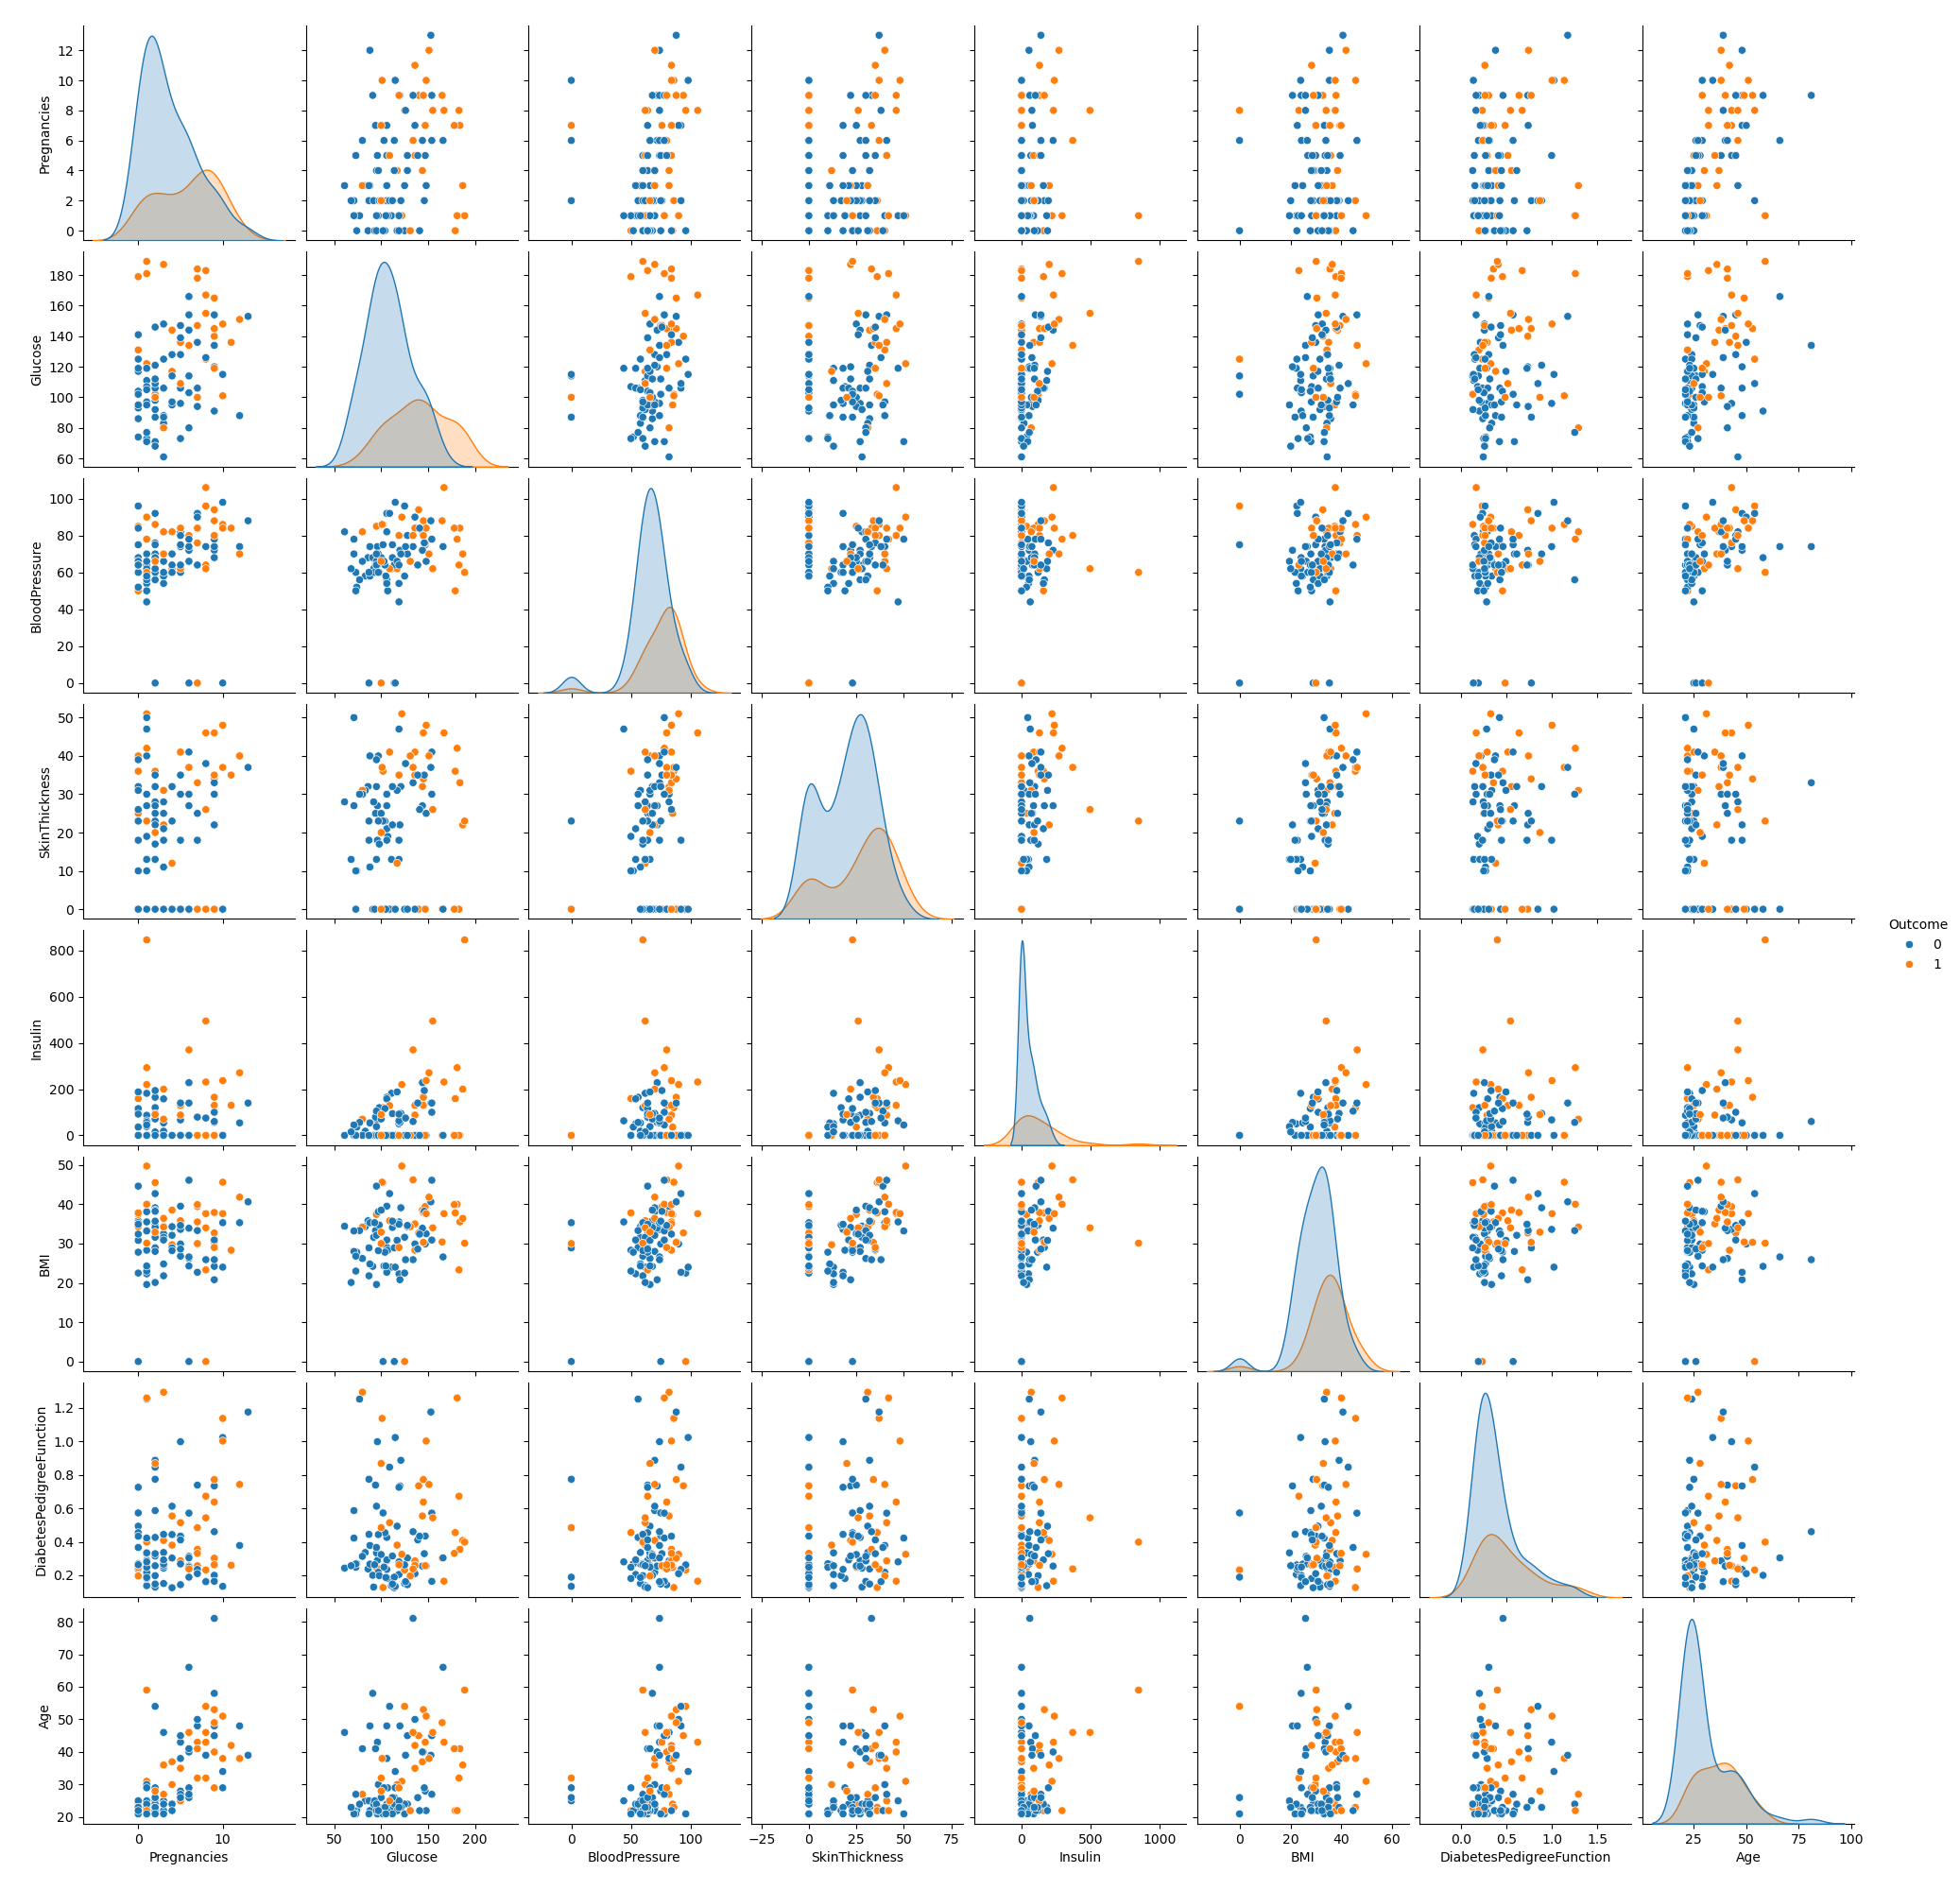 12
10
8
6
4
2
0
Pregnancies
180
160
140
120
100
80
60
Glucose
100
80
60
40
20
0
BloodPressure
50
40
30
20
10
0
SkinThickness
Outcome
0
1
800
600
400
200
0
Insulin
50
40
30
20
10
0
BMI
1.2
1.0
0.8
0.6
0.4
0.2
DiabetesPedigreeFunction
80
70
60
50
40
30
20
Age
0 10
50 100 150 200
0 50 100
−25 0 25 50 75
0 500 1000
0 20 40 60
0.0 0.5 1.0 1.5
25 50 75 100
Pregnancies
Glucose
BloodPressure
SkinThickness
Insulin
BMI
DiabetesPedigreeFunction
Age